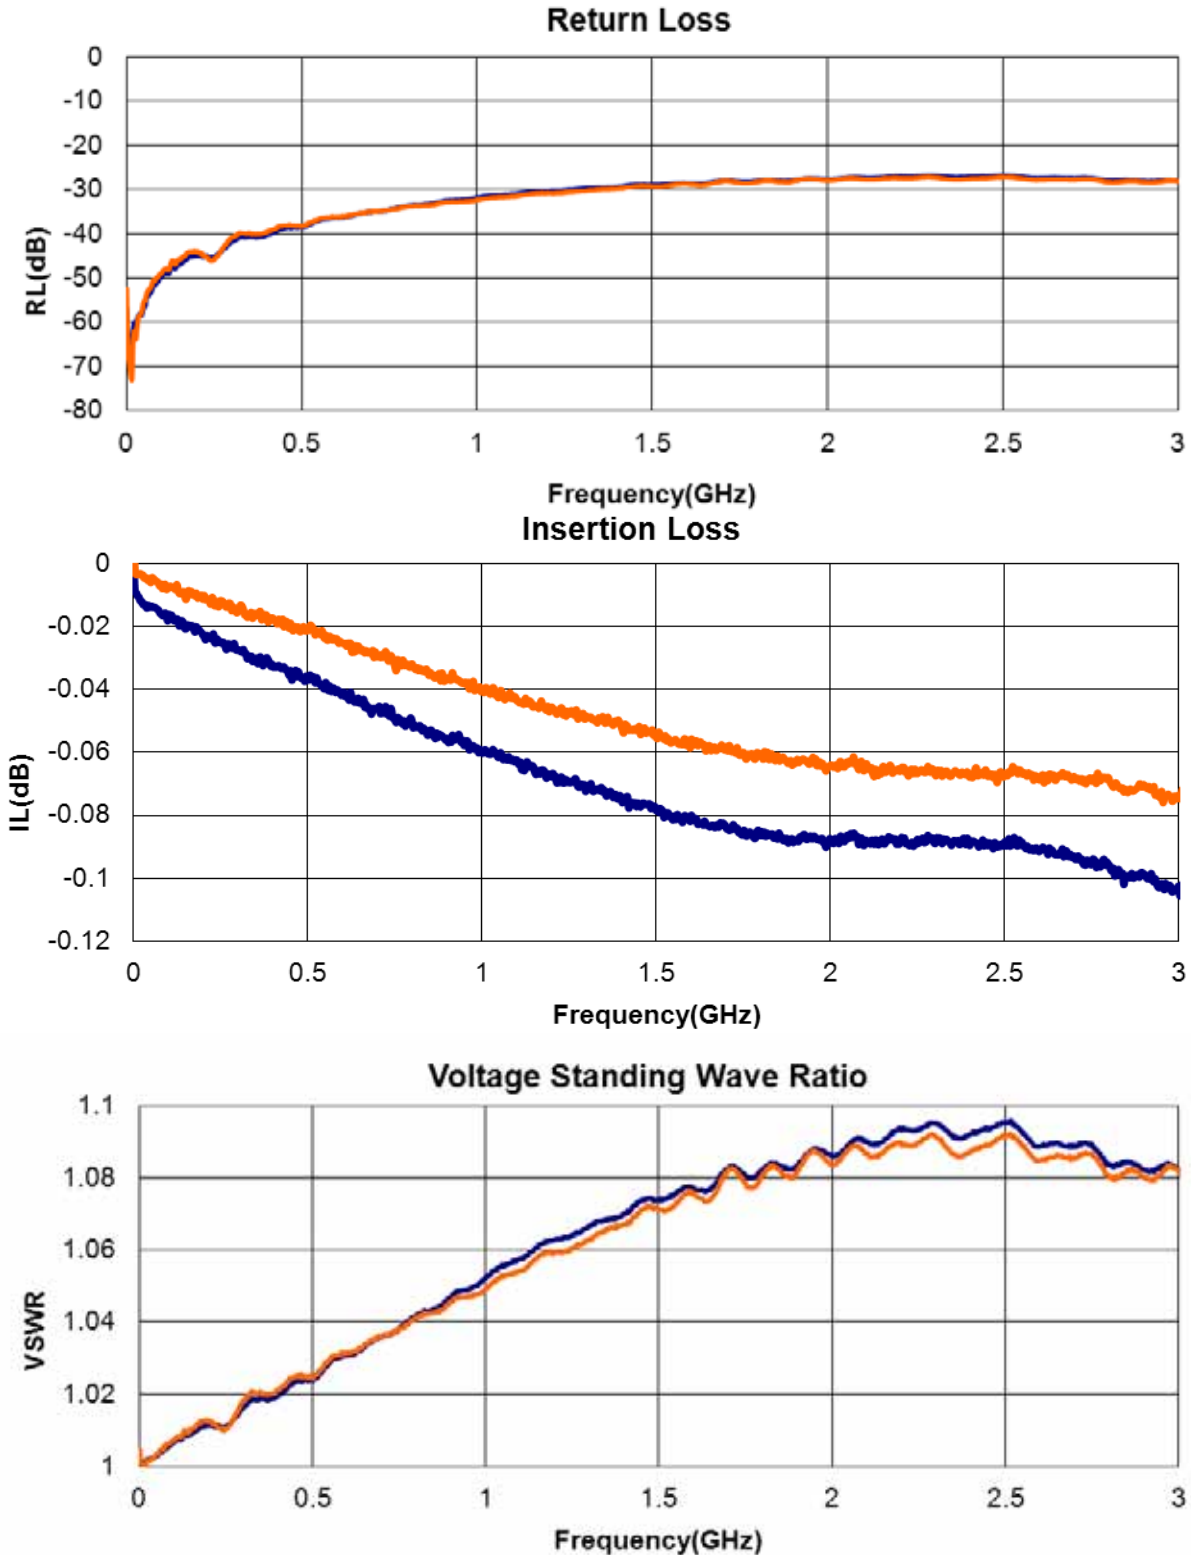 Return Loss
0
-10
-20
-30
-40
-50
-60
-70
-80
RL(dB)
0 0.5 1 1.5 2 2.5 3
Frequency(GHz)
Insertion Loss
0
-0.02
-0.04
-0.06
-0.08
-0.1
-0.12
IL(dB)
0 0.5 1 1.5 2 2.5 3
Frequency(GHz)
Voltage Standing Wave Ratio
1.1
1.08
1.06
1.04
1.02
1
VSWR
0 0.5 1 1.5 2 2.5 3
Frequency(GHz)